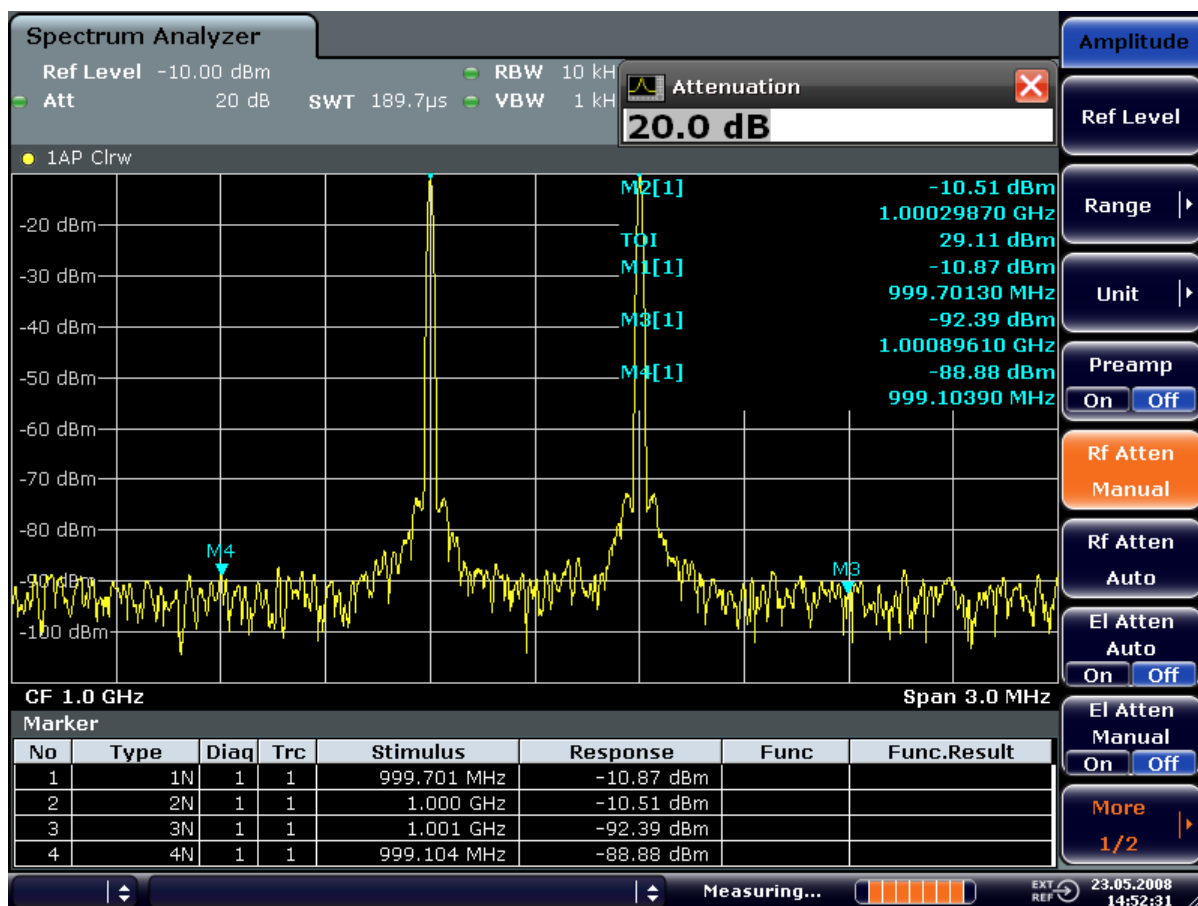 Spectrum Analyzer
Ref Level -10.00 dBm
RBW 10 kH
Att 20 dB SWT 189.7µs VBW 1 kH
Attenuation
20.0 dB
1AP Clrw
M2[1] -10.51 dBm
1.00029870 GHz
TOI 29.11 dBm
M1[1] -10.87 dBm
999.70130 MHz
M3[1] -92.39 dBm
1.00089610 GHz
M4[1] -88.88 dBm
999.10390 MHz
-20 dBm
-30 dBm
-40 dBm
-50 dBm
-60 dBm
-70 dBm
-80 dBm
-90 dBm
-100 dBm
M4
M3
CF 1.0 GHz Span 3.0 MHz
Marker
No Type Diaq Trc Stimulus Response Func Func.Result
1 1N 1 1 999.701 MHz -10.87 dBm
2 2N 1 1 1.000 GHz -10.51 dBm
3 3N 1 1 1.001 GHz -92.39 dBm
4 4N 1 1 999.104 MHz -88.88 dBm
Measuring...
EXT REF
23.05.2008
14:52:31
Amplitude
Ref Level
Range
Unit
Preamp
On Off
Rf Atten
Manual
Rf Atten
Auto
El Atten
Auto
On Off
El Atten
Manual
On Off
More
1/2